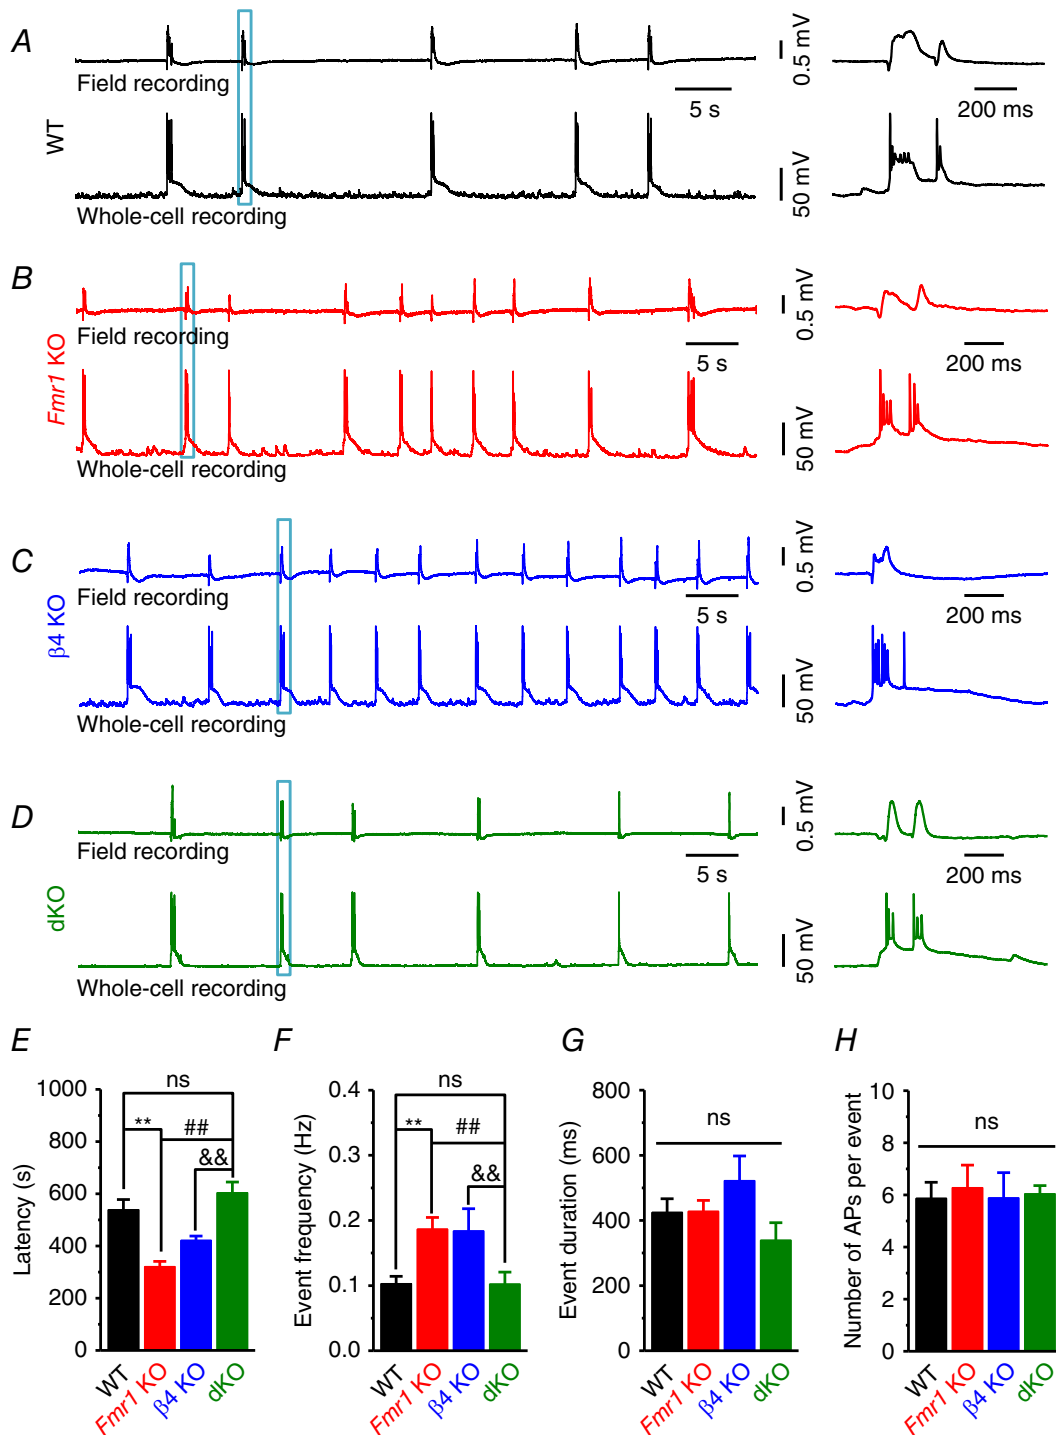 A
WT
Field recording
5 s
0.5 mV
200 ms
Whole-cell recording
50 mV
B
Fmr1 KO
Field recording
5 s
0.5 mV
200 ms
Whole-cell recording
50 mV
C
β4 KO
Field recording
5 s
0.5 mV
200 ms
Whole-cell recording
50 mV
D
dKO
Field recording
5 s
0.5 mV
200 ms
Whole-cell recording
50 mV
E
Latency (s)
1000
800
600
400
200
0
ns
**
##
&&
WT
Fmr1 KO
β4 KO
dKO
F
Event frequency (Hz)
0.4
0.3
0.2
0.1
0.0
ns
**
##
&&
WT
Fmr1 KO
β4 KO
dKO
G
Event duration (ms)
800
600
400
200
0
ns
WT
Fmr1 KO
β4 KO
dKO
H
Number of APs per event
10
8
6
4
2
0
ns
WT
Fmr1 KO
β4 KO
dKO